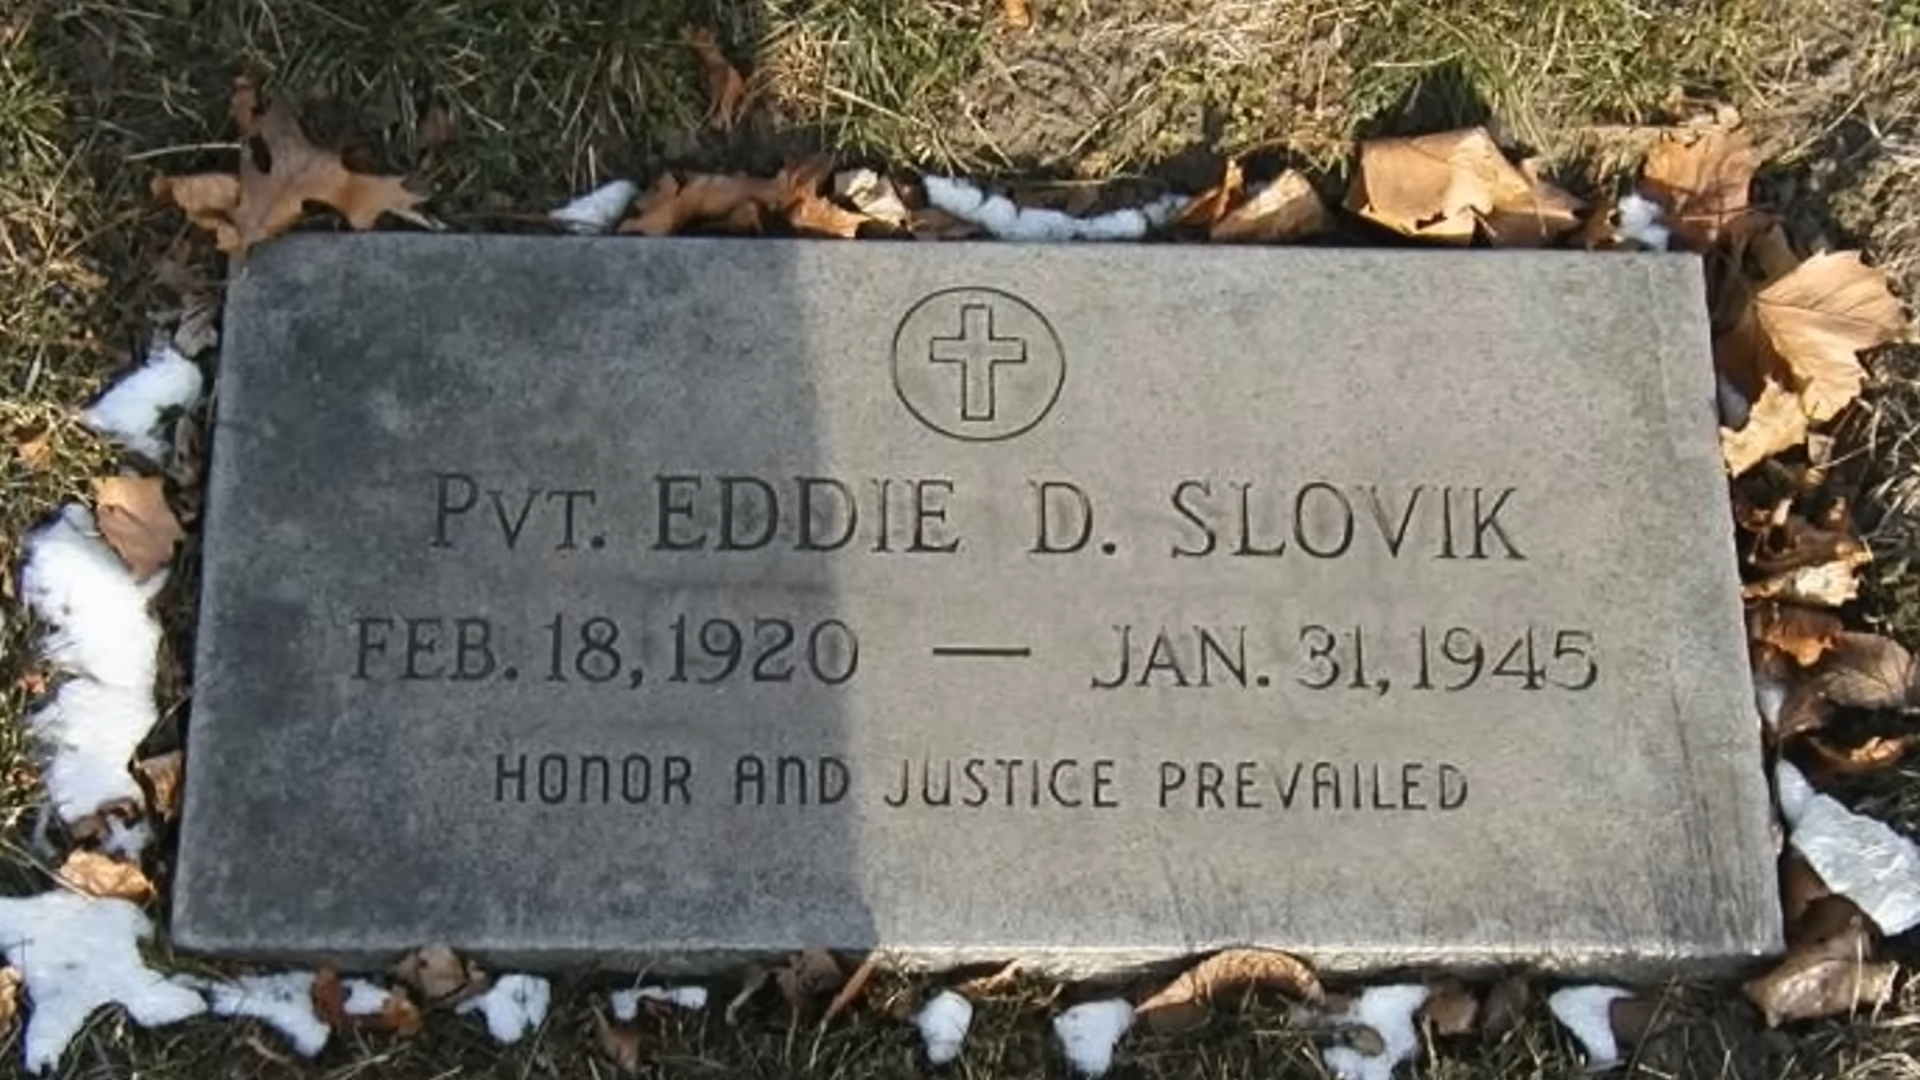 PVT. EDDIE D. SLOVIK
FEB. 18, 1920 — JAN. 31, 1945
HONOR AND JUSTICE PREVAILED